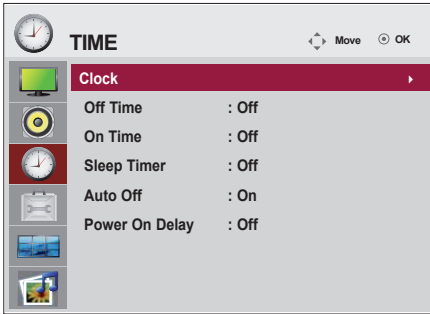 TIME
Move OK
Clock
Off Time : Off
On Time : Off
Sleep Timer : Off
Auto Off : On
Power On Delay : Off